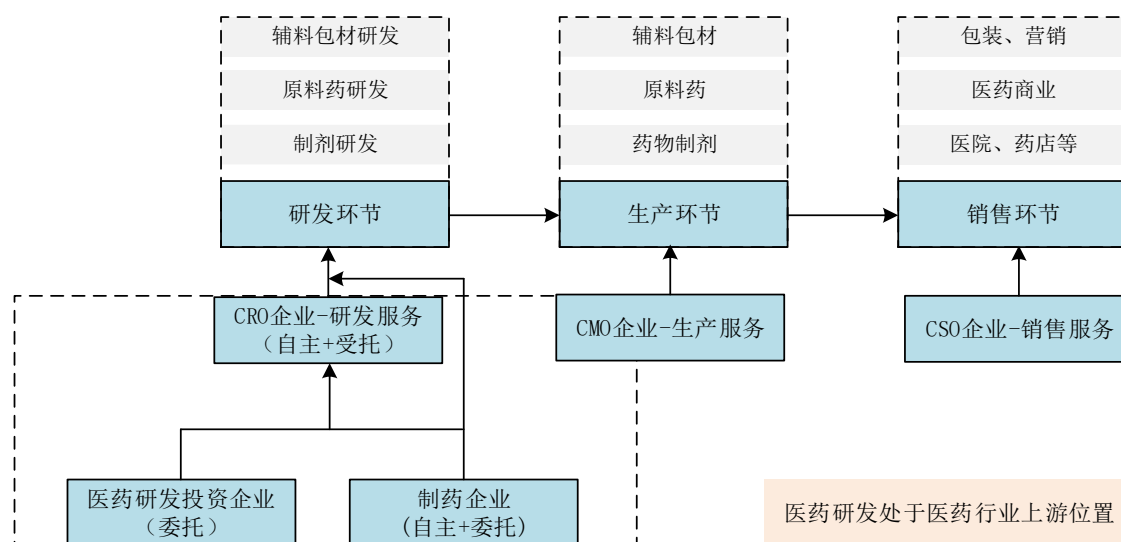 辅料包材研发
辅料包材
包装、营销
原料药研发
原料药
医药商业
制剂研发
药物制剂
医院、药店等
研发环节
生产环节
销售环节
CRO企业-研发服务
（自主+受托）
CMO企业-生产服务
CSO企业-销售服务
医药研发投资企业
（委托）
制药企业
(自主+委托)
医药研发处于医药行业上游位置